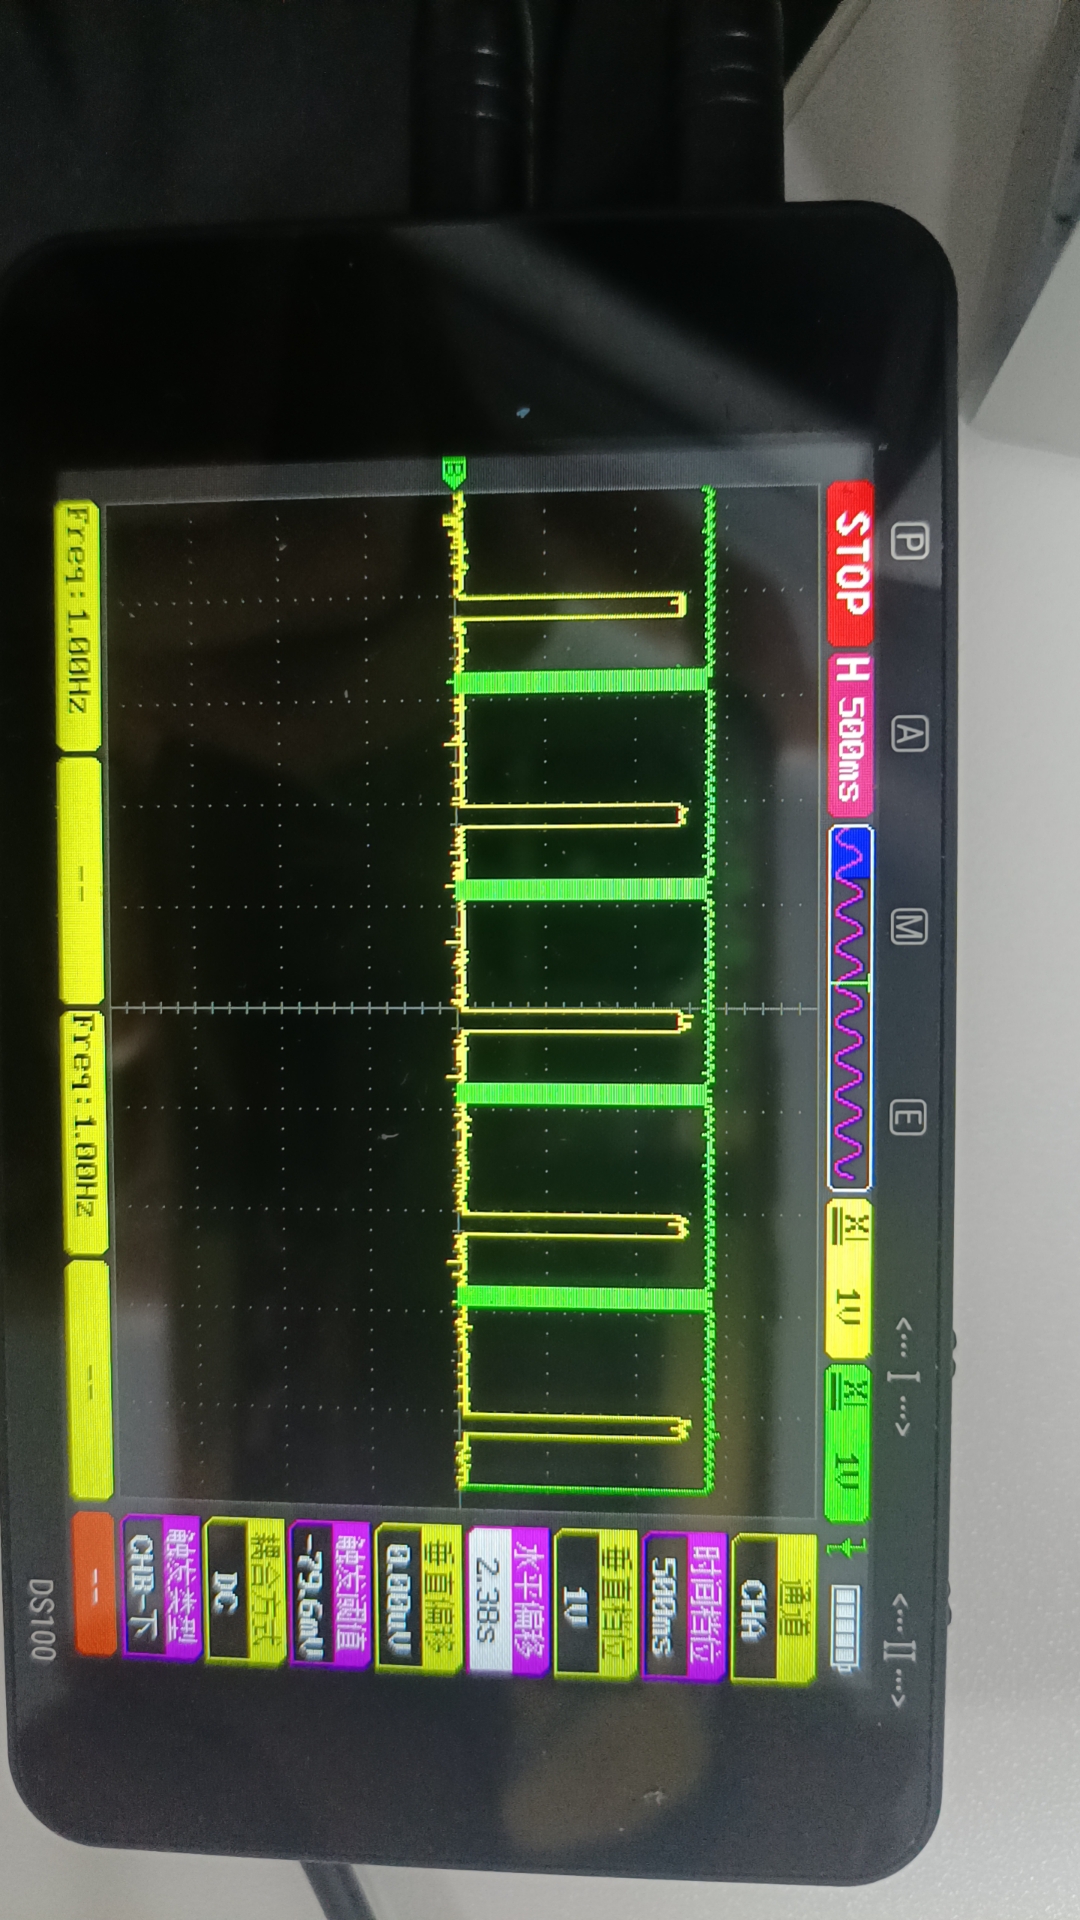 P A M E <··· I ···> <··· II ···>
STOP H 500ms X1 1V X1 1V
通道
CHA
时间档位
500ms
垂直档位
1V
水平偏移
2.38s
B
垂直偏移
0.00uV
触发阈值
-79.6mV
耦合方式
DC
触发类型
CHB-下
Freq:1.00Hz -- Freq:1.00Hz -- --
DS100